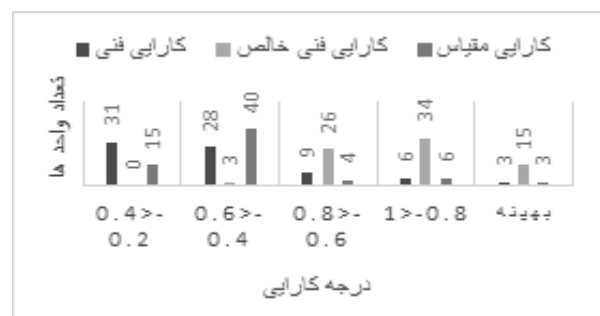 کارایی فنی کارایی فنی خالص کارایی مقیاس
تعداد واحد ها
31 0 15 28 3 40 9 26 4 6 34 6 3 15 3
0.4>- 0.6>- 0.8>- 1>-0.8 بهینه
0.2 0.4 0.6
درجه کارایی